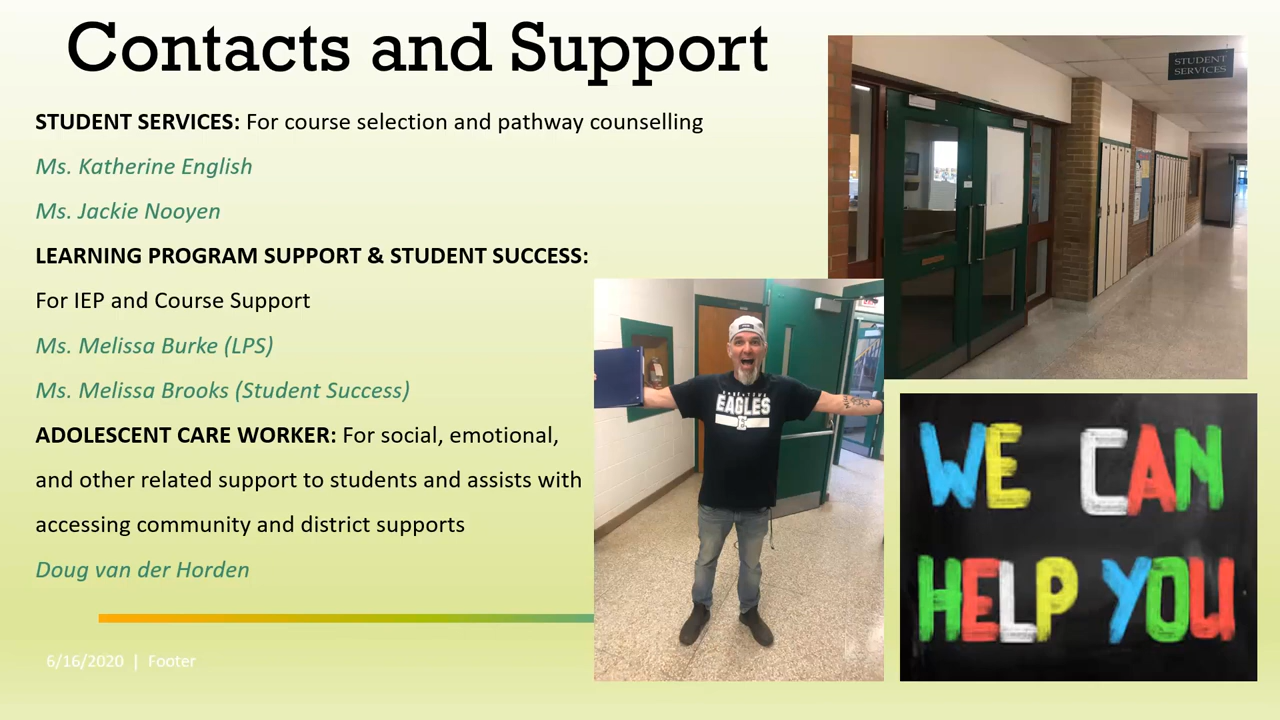 Contacts and Support
STUDENT SERVICES: For course selection and pathway counselling
Ms. Katherine English
Ms. Jackie Nooyen
LEARNING PROGRAM SUPPORT & STUDENT SUCCESS:
For IEP and Course Support
Ms. Melissa Burke (LPS)
Ms. Melissa Brooks (Student Success)
ADOLESCENT CARE WORKER: For social, emotional,
and other related support to students and assists with
accessing community and district supports
Doug van der Horden
6/16/2020 | Footer
STUDENT
SERVICES
EAGLES
WE CAN
HELP YOU